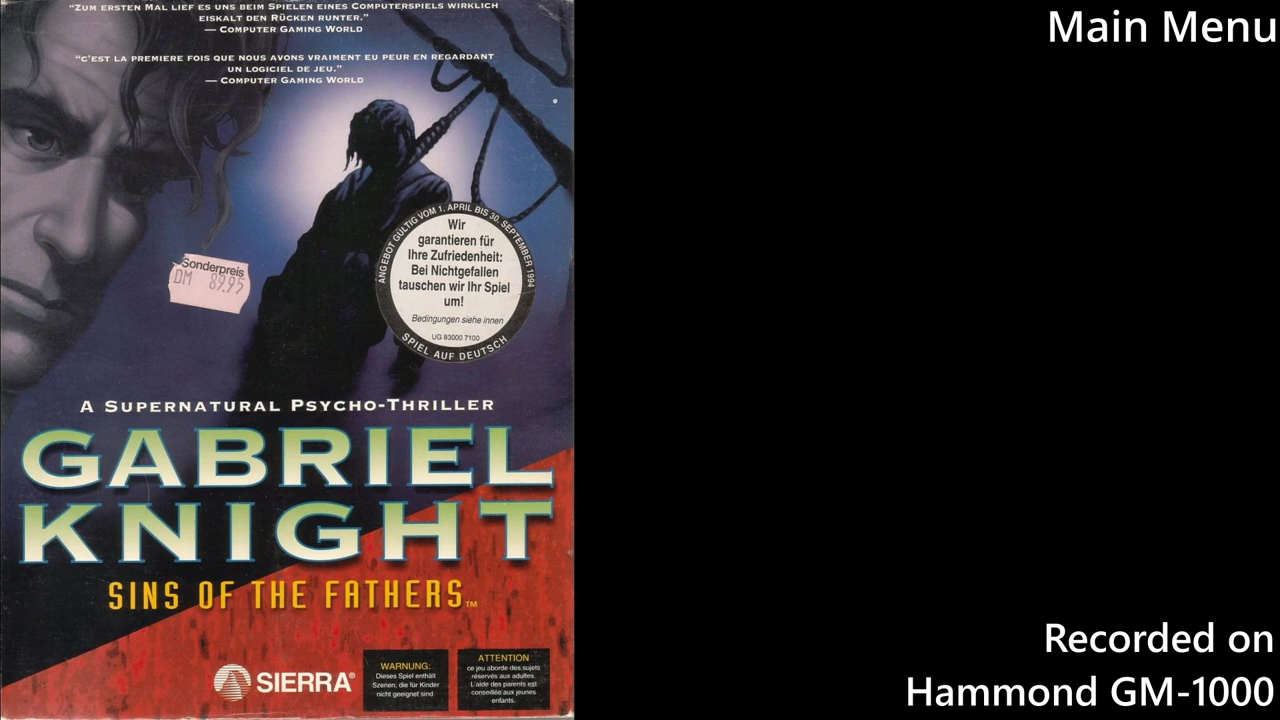 “ZUM ERSTEN MAL LIEF ES UNS BEIM SPIELEN EINES COMPUTERSPIELS WIRKLICH
EISKALT DEN RÜCKEN RUNTER.”
— COMPUTER GAMING WORLD
“C'EST LA PREMIERE FOIS QUE NOUS AVONS VRAIMENT EU PEUR EN REGARDANT
UN LOGICIEL DE JEU.”
— COMPUTER GAMING WORLD
Sonderpreis
DM 89.95
ANGEBOT GÜLTIG VOM 1. APRIL BIS 30. SEPTEMBER 1994
Wir
garantieren für
Ihre Zufriedenheit:
Bei Nichtgefallen
tauschen wir Ihr Spiel
um!
Bedingungen siehe innen
UG 83000 7100
SPIEL AUF DEUTSCH
A SUPERNATURAL PSYCHO-THRILLER
GABRIEL
KNIGHT
SINS OF THE FATHERS™
SIERRA®
WARNUNG:
Dieses Spiel enthält
Szenen, die für Kinder
nicht geeignet sind
ATTENTION
ce jeu aborde des sujets
réservés aux adultes.
L'aide des parents est
conseillée aux jeunes
enfants.
Main Menu
Recorded on
Hammond GM-1000